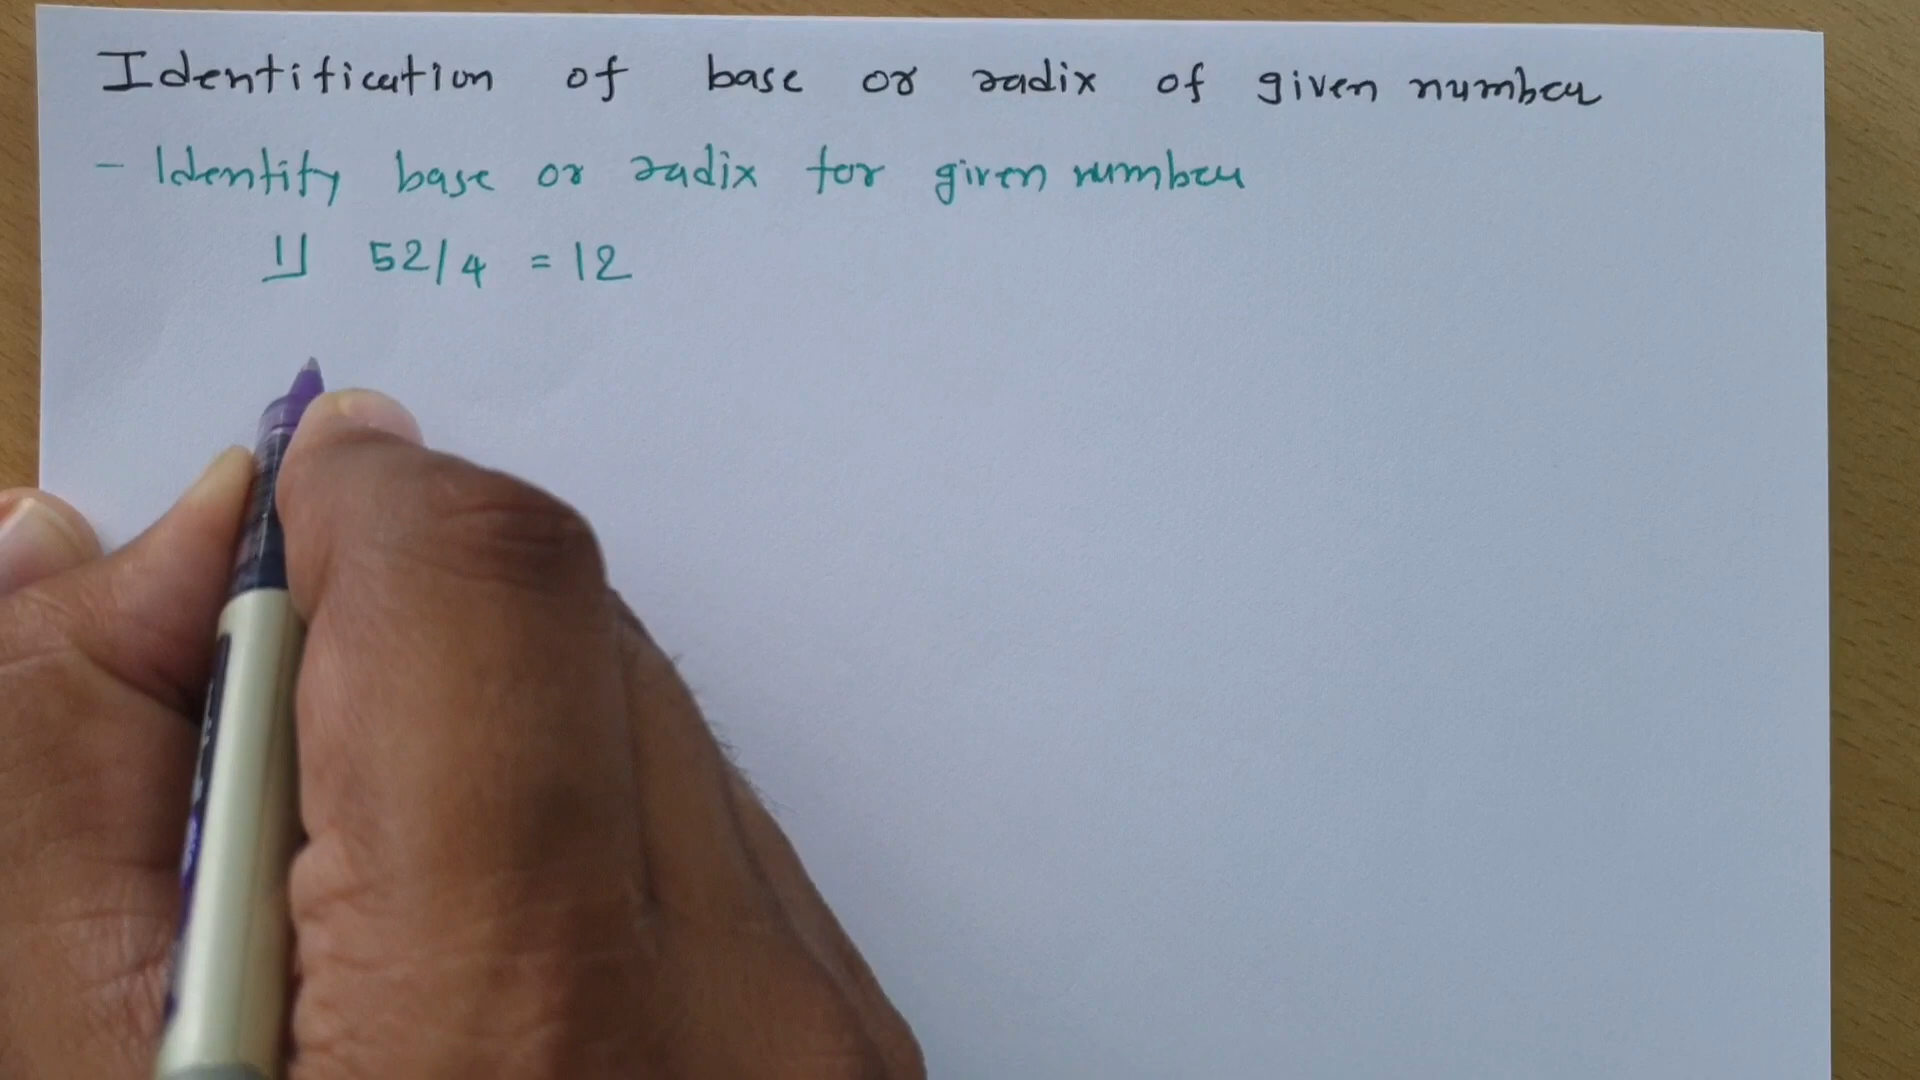 Identification of base or radix of given number
- Identify base or radix for given number
1) 52/4 = 12